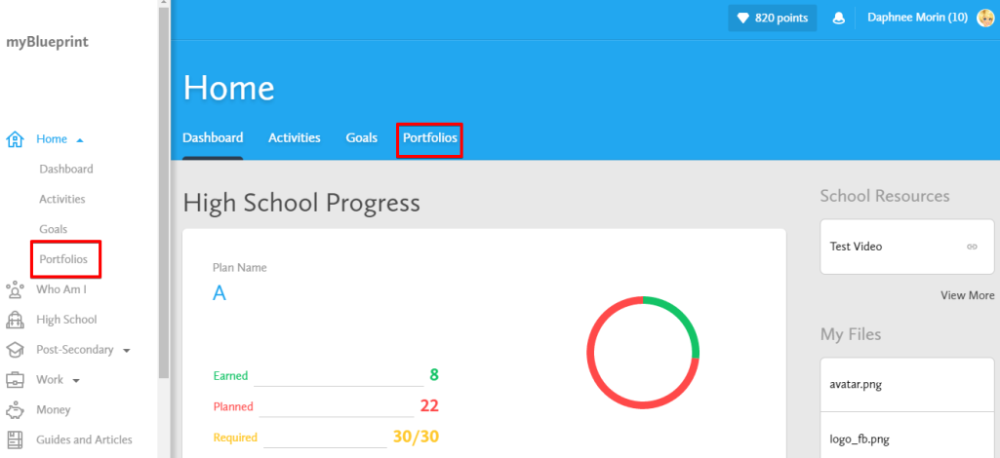 820 points
Daphnee Morin (10)
myBlueprint
Home
Dashboard
Activities
Goals
Portfolios
Who Am I
High School
Post-Secondary
Work
Money
Guides and Articles
Home
Dashboard Activities Goals Portfolios
High School Progress
Plan Name
A
Earned 8
Planned 22
Required 30/30
School Resources
Test Video
View More
My Files
avatar.png
logo_fb.png